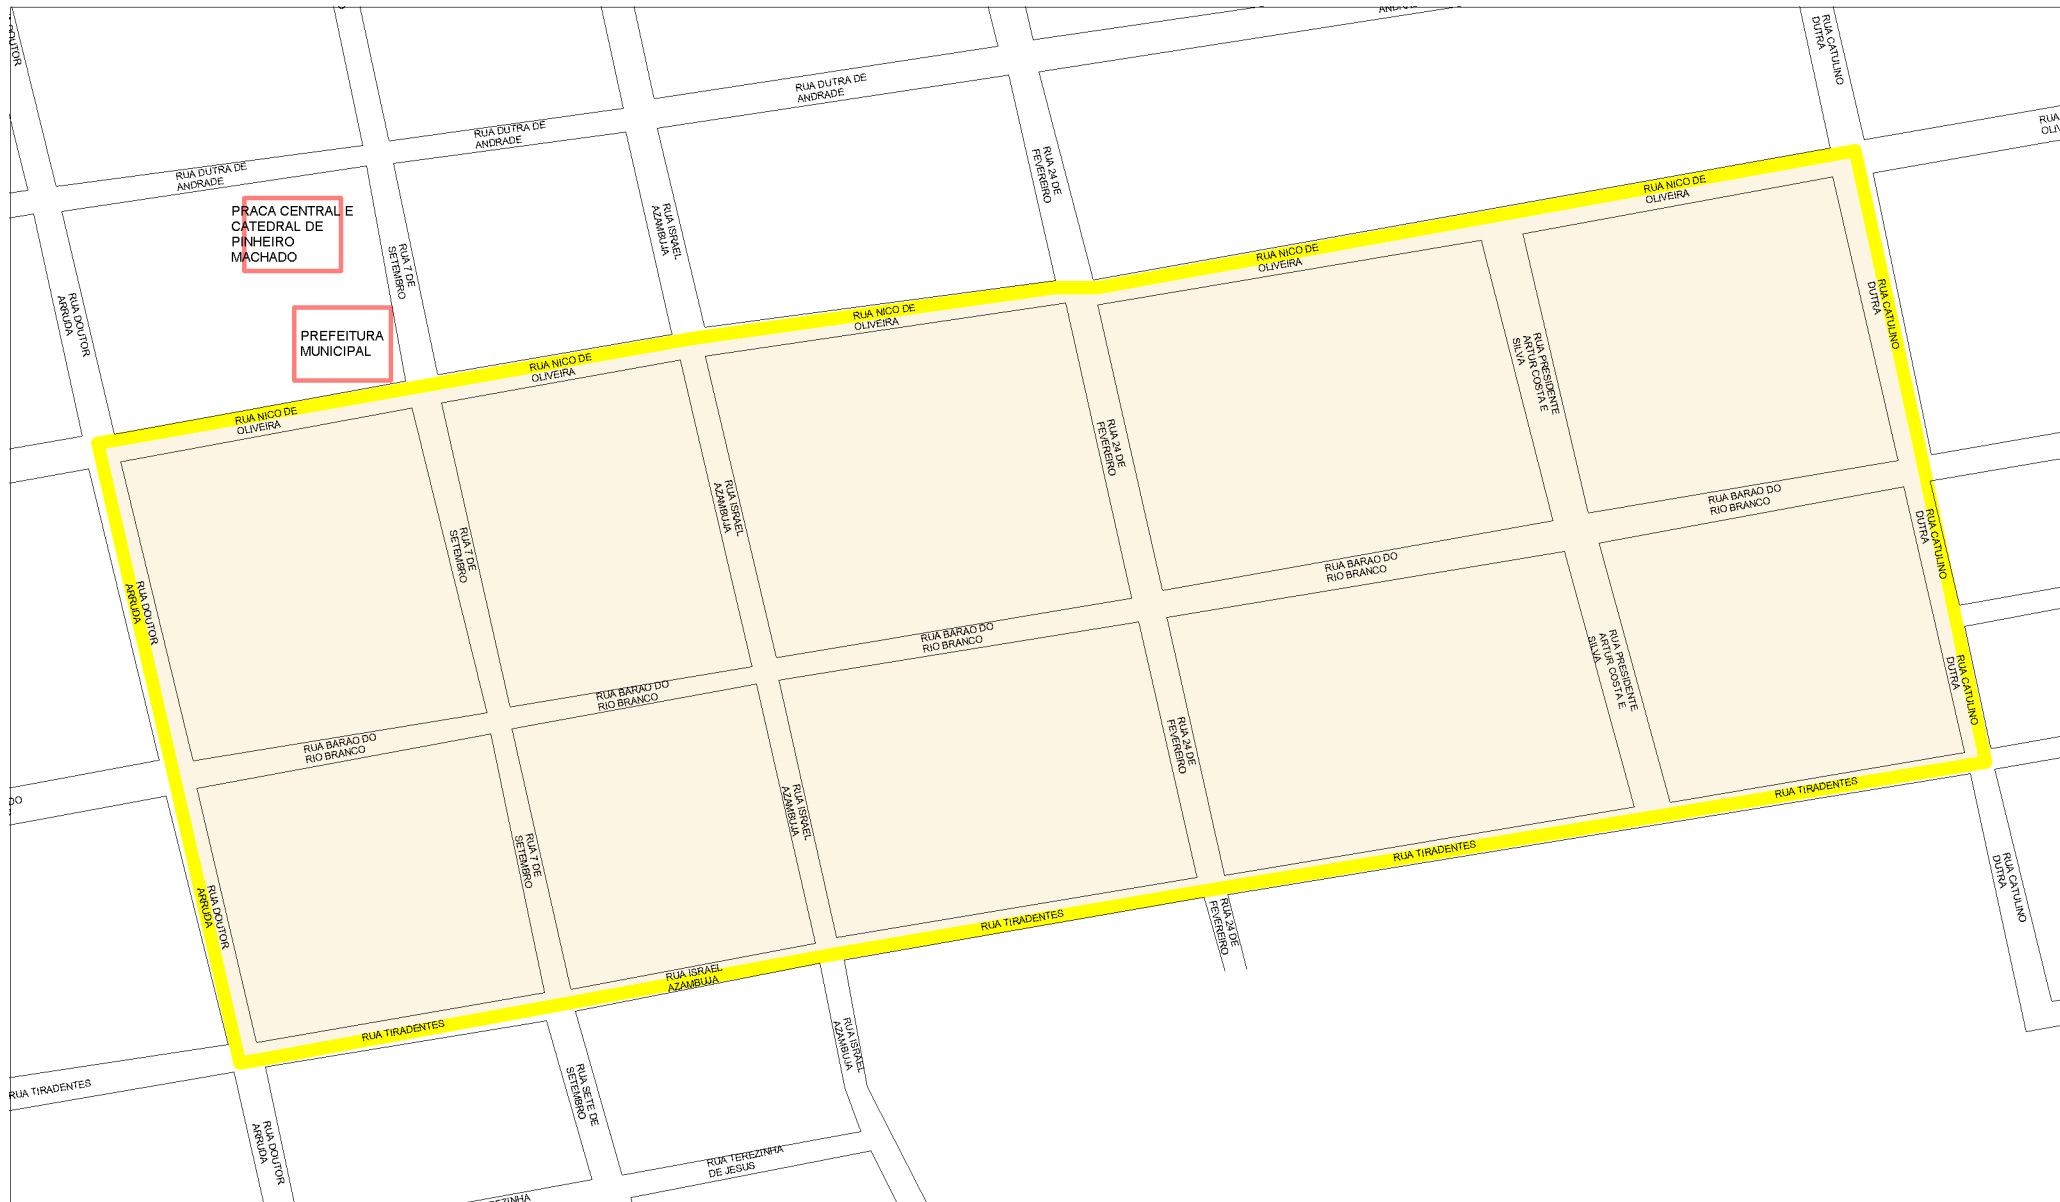 DOUTOR
ANDRADE
RUA CATULINO
DUTRA
RUA DUTRA DE
ANDRADE
RUA DUTRA DE
ANDRADE
RUA DUTRA DE
ANDRADE
RUA
PRACA CENTRAL E
CATEDRAL DE
PINHEIRO
MACHADO
PREFEITURA
MUNICIPAL
RUA 24 DE
FEVEREIRO
RUA ISRAEL
AZAMBUJA
RUA 7 DE
SETEMBRO
RUA DOUTOR
ARRUDA
RUA NICO DE
OLIVEIRA
RUA NICO DE
OLIVEIRA
RUA NICO DE
OLIVEIRA
RUA NICO DE
OLIVEIRA
RUA NICO DE
OLIVEIRA
RUA CATULINO
DUTRA
RUA PRESIDENTE
ARTUR COSTA E
SILVA
RUA 24 DE
FEVEREIRO
RUA ISRAEL
AZAMBUJA
RUA 7 DE
SETEMBRO
RUA DOUTOR
ARRUDA
RUA BARAO DO
RIO BRANCO
RUA BARAO DO
RIO BRANCO
RUA BARAO DO
RIO BRANCO
RUA BARAO DO
RIO BRANCO
RUA BARAO DO
RIO BRANCO
RUA CATULINO
DUTRA
RUA CATULINO
DUTRA
RUA PRESIDENTE
ARTUR COSTA E
SILVA
RUA 24 DE
FEVEREIRO
RUA ISRAEL
AZAMBUJA
RUA 7 DE
SETEMBRO
RUA DOUTOR
ARRUDA
DO
RUA TIRADENTES
RUA TIRADENTES
RUA TIRADENTES
RUA ISRAEL
AZAMBUJA
RUA TIRADENTES
RUA TIRADENTES
RUA CATULINO
DUTRA
RUA 24 DE
FEVEREIRO
RUA ISRAEL
AZAMBUJA
RUA SETE DE
SETEMBRO
RUA DOUTOR
ARRUDA
RUA TEREZINHA
DE JESUS